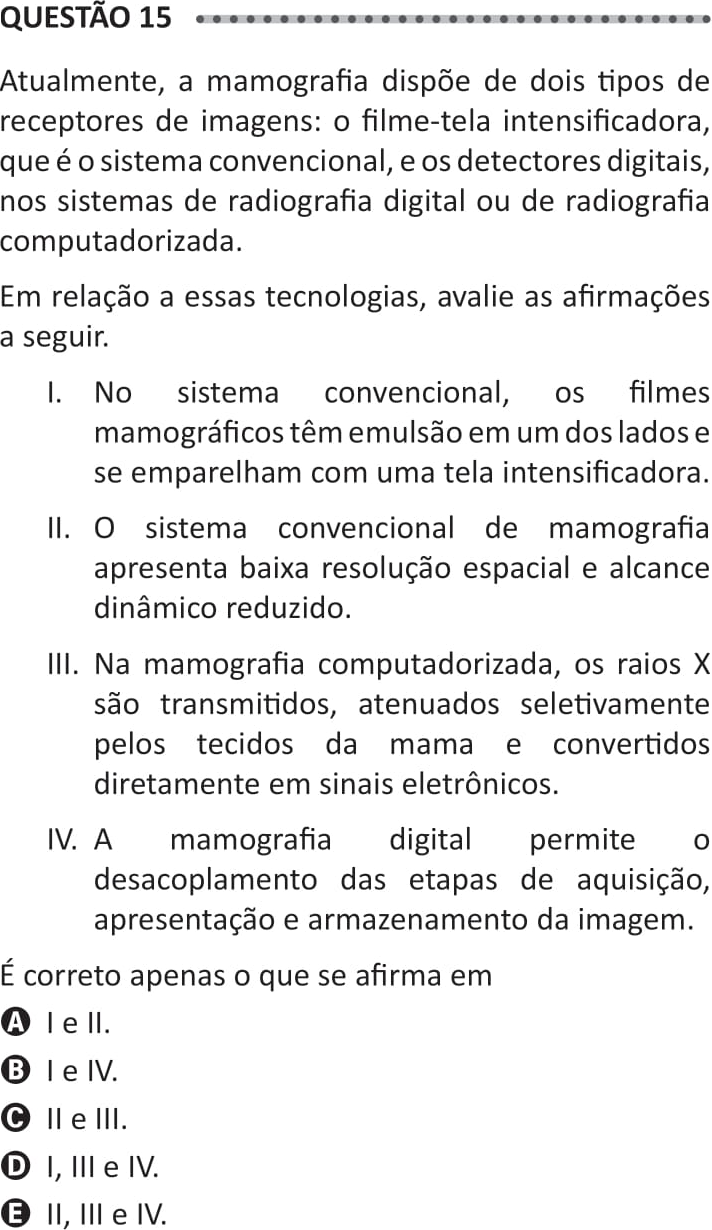 QUESTÃO 15
Atualmente, a mamografia dispõe de dois tipos de
receptores de imagens: o filme-tela intensificadora,
que é o sistema convencional, e os detectores digitais,
nos sistemas de radiografia digital ou de radiografia
computadorizada.
Em relação a essas tecnologias, avalie as afirmações
a seguir.
I. No sistema convencional, os filmes
mamográficos têm emulsão em um dos lados e
se emparelham com uma tela intensificadora.
II. O sistema convencional de mamografia
apresenta baixa resolução espacial e alcance
dinâmico reduzido.
III. Na mamografia computadorizada, os raios X
são transmitidos, atenuados seletivamente
pelos tecidos da mama e convertidos
diretamente em sinais eletrônicos.
IV. A mamografia digital permite o
desacoplamento das etapas de aquisição,
apresentação e armazenamento da imagem.
É correto apenas o que se afirma em
A I e II.
B I e IV.
C II e III.
D I, III e IV.
E II, III e IV.